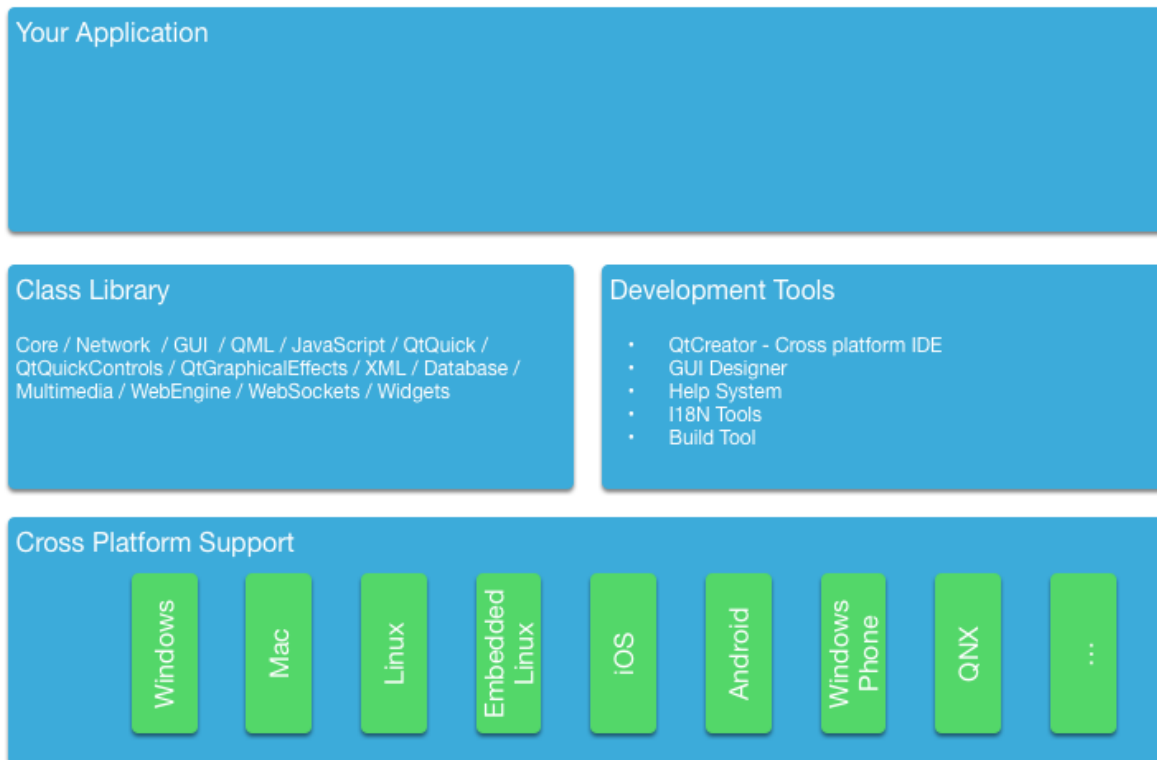 Your Application
Class Library
Core / Network / GUI / QML / JavaScript / QtQuick /
QtQuickControls / QtGraphicalEffects / XML / Database /
Multimedia / WebEngine / WebSockets / Widgets
Development Tools
• QtCreator - Cross platform IDE
• GUI Designer
• Help System
• I18N Tools
• Build Tool
Cross Platform Support
Windows
Mac
Linux
Embedded
Linux
iOS
Android
Windows
Phone
QNX
...